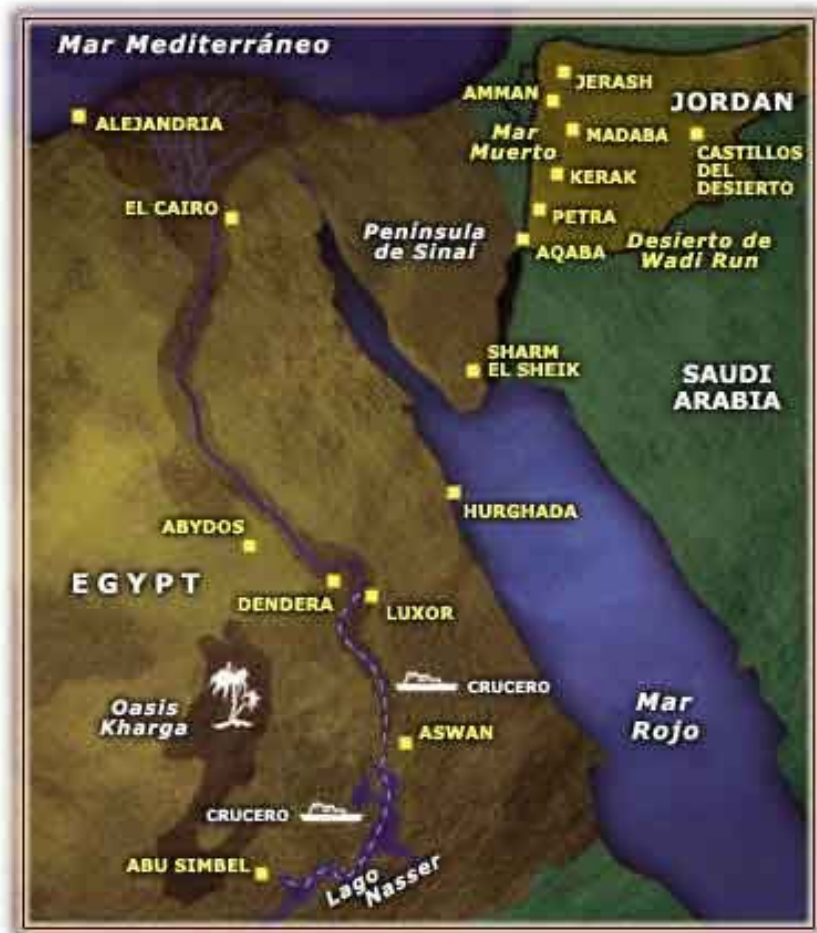 Mar Mediterráneo
JERASH
AMMAN
JORDAN
ALEJANDRIA
Mar
Muerto
MADABA
CASTILLOS
DEL
DESIERTO
KERAK
EL CAIRO
PETRA
Península
de Sinaí
AQABA
Desierto de
Wadi Run
SHARM
EL SHEIK
SAUDI
ARABIA
HURGHADA
ABYDOS
EGYPT
DENDERA
LUXOR
CRUCERO
Oasis
Kharga
Mar
Rojo
ASWAN
CRUCERO
ABU SIMBEL
Lago
Nasser